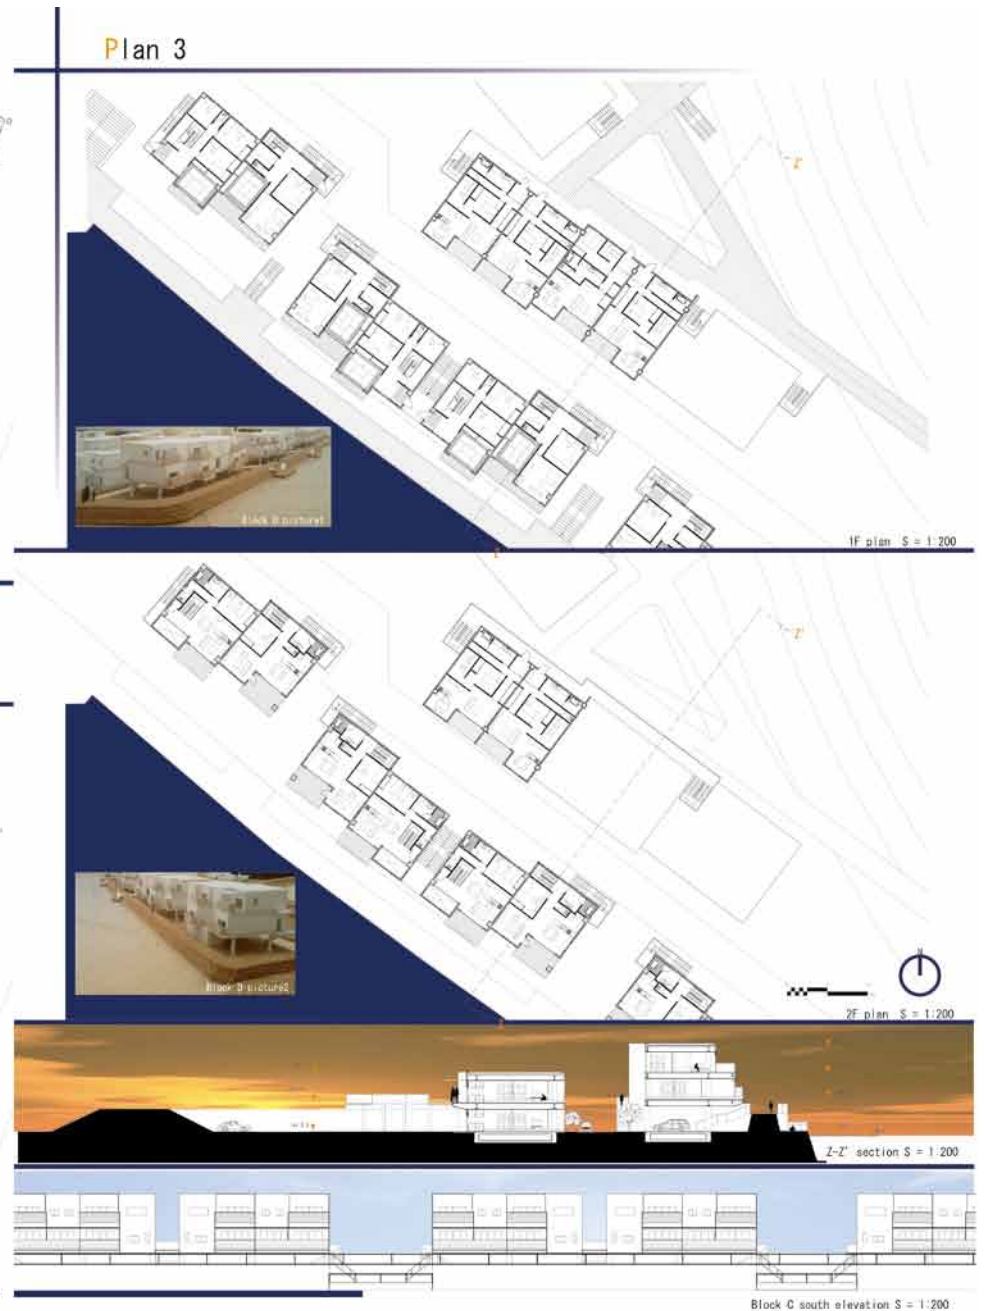 Plan 3
Z'
Block D picture1
1F plan S = 1:200
Z
Z'
N
Block D picture2
2F plan S = 1:200
Z
Z-Z' section S = 1:200
Block C south elevation S = 1:200